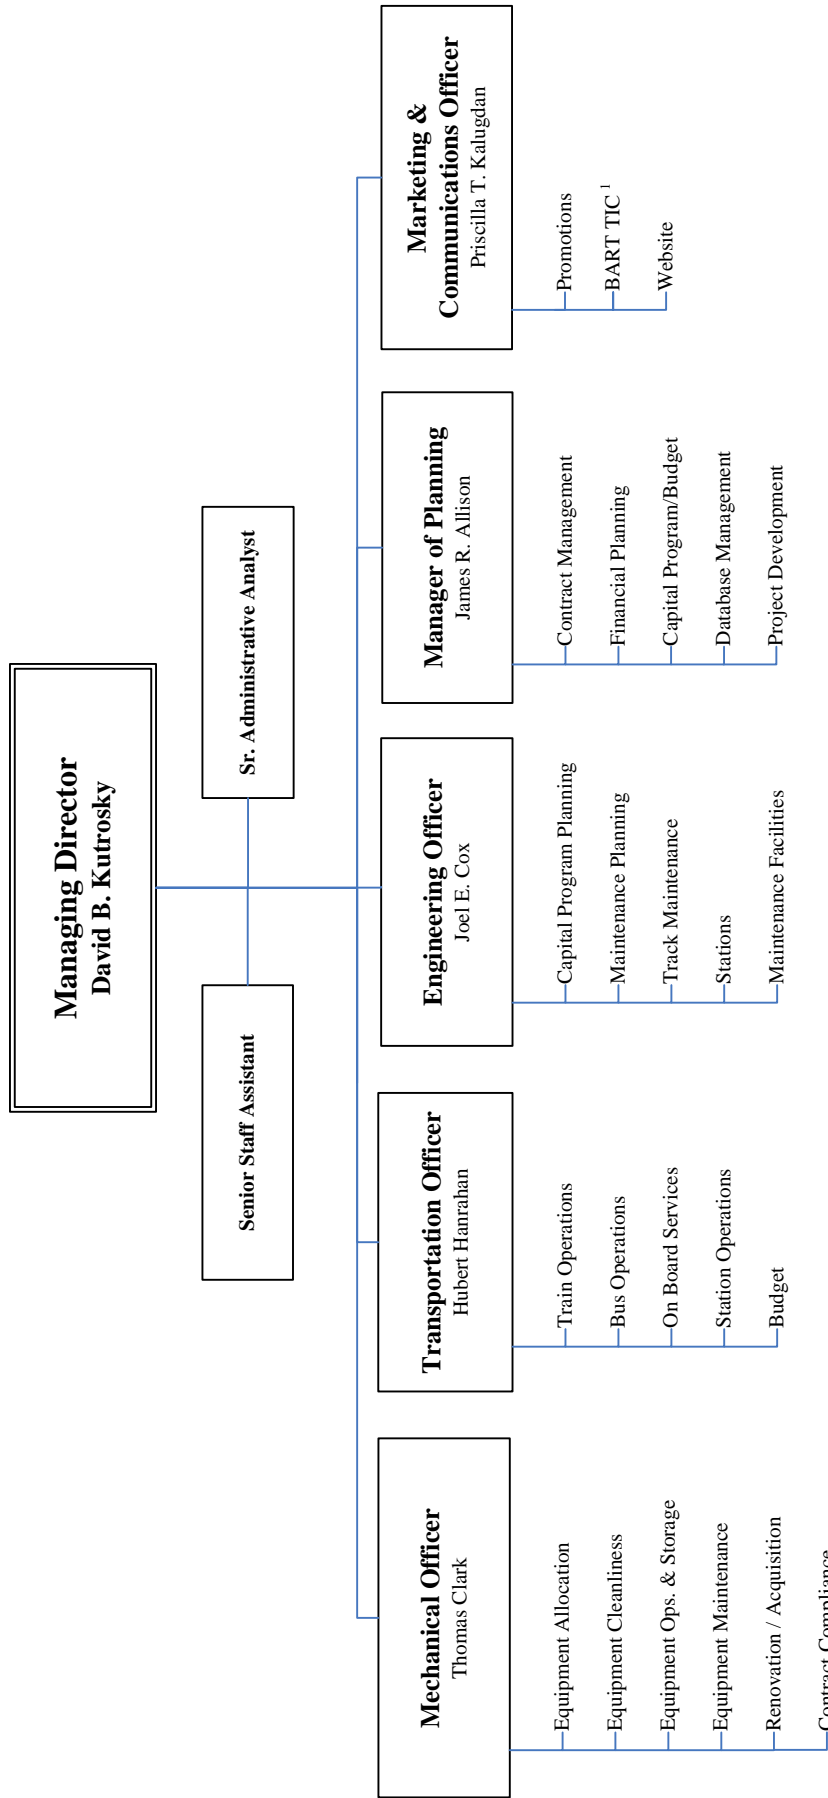 Managing Director
David B. Kutrosky
Senior Staff Assistant
Sr. Administrative Analyst
Mechanical Officer
Thomas Clark
Equipment Allocation
Equipment Cleanliness
Equipment Ops. & Storage
Equipment Maintenance
Renovation / Acquisition
Contract Compliance
Transportation Officer
Hubert Hanrahan
Train Operations
Bus Operations
On Board Services
Station Operations
Budget
Engineering Officer
Joel E. Cox
Capital Program Planning
Maintenance Planning
Track Maintenance
Stations
Maintenance Facilities
Manager of Planning
James R. Allison
Contract Management
Financial Planning
Capital Program/Budget
Database Management
Project Development
Marketing &
Communications Officer
Priscilla T. Kalugdan
Promotions
BART TIC 1
Website